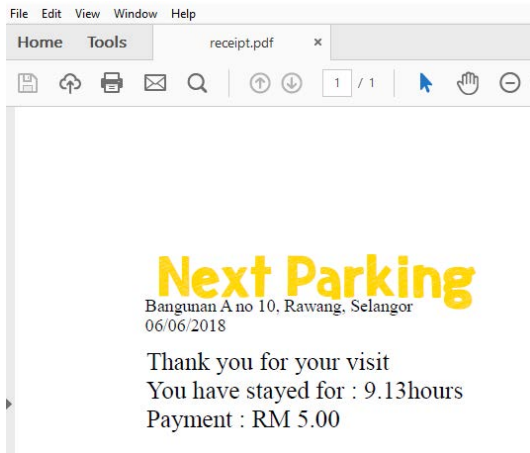 File Edit View Window Help
Home Tools receipt.pdf ×
1 / 1
Next Parking
Bangunan A no 10, Rawang, Selangor
06/06/2018
Thank you for your visit
You have stayed for : 9.13hours
Payment : RM 5.00